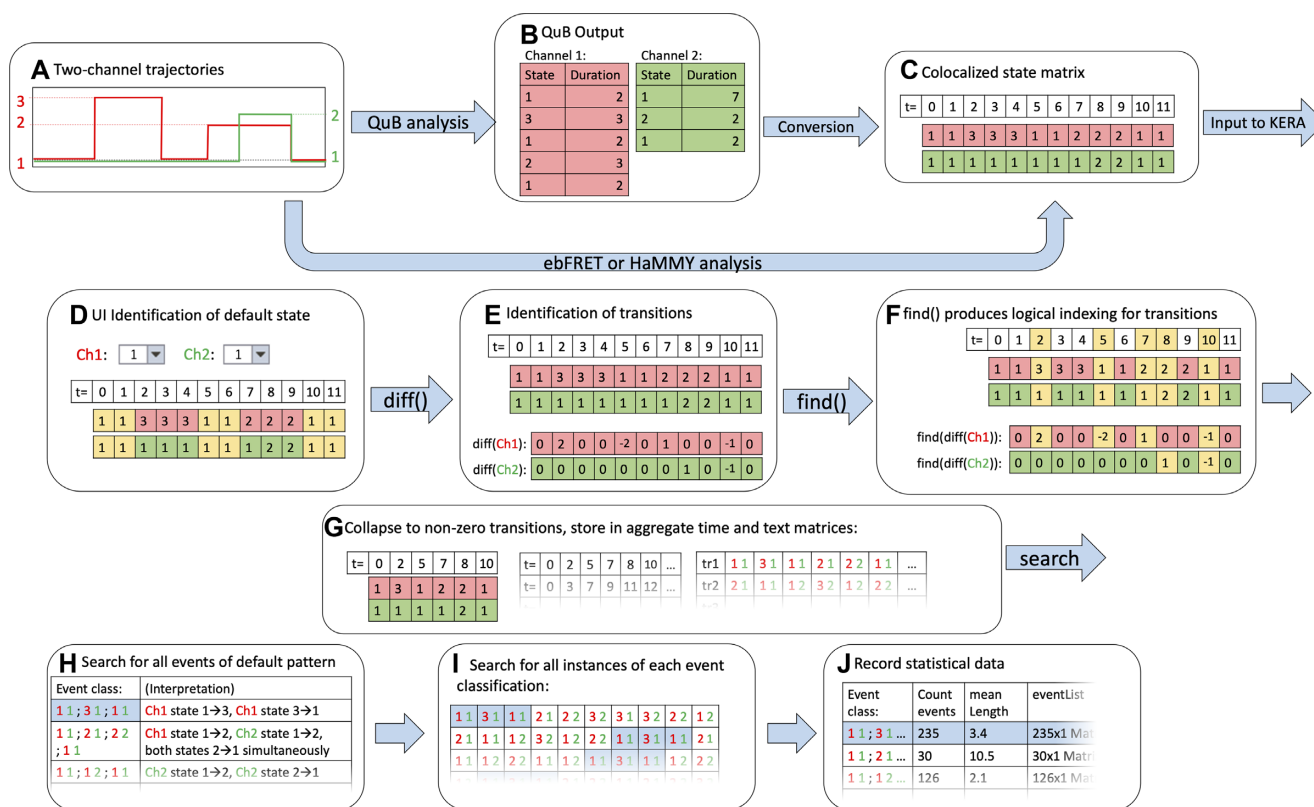 A Two-channel trajectories
3
2
1
2
1
QuB analysis
B QuB Output
Channel 1:
State Duration
1 2
3 3
1 2
2 3
1 2
Channel 2:
State Duration
1 7
2 2
1 2
Conversion
C Colocalized state matrix
t= 0 1 2 3 4 5 6 7 8 9 10 11
1 1 3 3 3 1 1 2 2 2 1 1
1 1 1 1 1 1 1 1 2 2 1 1
Input to KERA
ebFRET or HaMMY analysis
D UI Identification of default state
Ch1: 1 Ch2: 1
t= 0 1 2 3 4 5 6 7 8 9 10 11
1 1 3 3 3 1 1 2 2 2 1 1
1 1 1 1 1 1 1 1 2 2 1 1
diff()
E Identification of transitions
t= 0 1 2 3 4 5 6 7 8 9 10 11
1 1 3 3 3 1 1 2 2 2 1 1
1 1 1 1 1 1 1 1 2 2 1 1
diff(Ch1): 0 2 0 0 -2 0 1 0 0 -1 0
diff(Ch2): 0 0 0 0 0 0 0 1 0 -1 0
find()
F find() produces logical indexing for transitions
t= 0 1 2 3 4 5 6 7 8 9 10 11
1 1 3 3 3 1 1 2 2 2 1 1
1 1 1 1 1 1 1 1 2 2 1 1
find(diff(Ch1)): 0 2 0 0 -2 0 1 0 0 -1 0
find(diff(Ch2)): 0 0 0 0 0 0 0 1 0 -1 0
G Collapse to non-zero transitions, store in aggregate time and text matrices:
t= 0 2 5 7 8 10
1 3 1 2 2 1
1 1 1 1 2 1
t= 0 2 5 7 8 10 ...
t= 0 3 7 9 11 12 ...
tr1 1 1 3 1 1 1 2 1 2 2 1 1 ...
tr2 2 1 1 1 1 2 3 2 1 2 2 2 ...
search
H Search for all events of default pattern
Event class: (Interpretation)
1 1 ; 3 1 ; 1 1 Ch1 state 1→3, Ch1 state 3→1
1 1 ; 2 1 ; 2 2 ; 1 1 Ch1 state 1→2, Ch2 state 1→2, both states 2→1 simultaneously
1 1 ; 1 2 ; 1 1 Ch2 state 1→2, Ch2 state 2→1
I Search for all instances of each event
classification:
1 1 3 1 1 1 2 1 2 2 3 2 3 1 3 2 2 2 1 2
2 1 1 1 1 2 3 2 1 2 2 2 1 1 3 1 1 1 2 1
1 1 1 2 2 2 1 2 2 2 1 1 3 1 1 1 1 2 2 2
J Record statistical data
Event class: Count events mean Length eventList
1 1 ; 3 1 ... 235 3.4 235x1 Mat
1 1 ; 2 1 ... 30 10.5 30x1 Matr
1 1 ; 1 2 ... 126 2.1 126x1 Mat